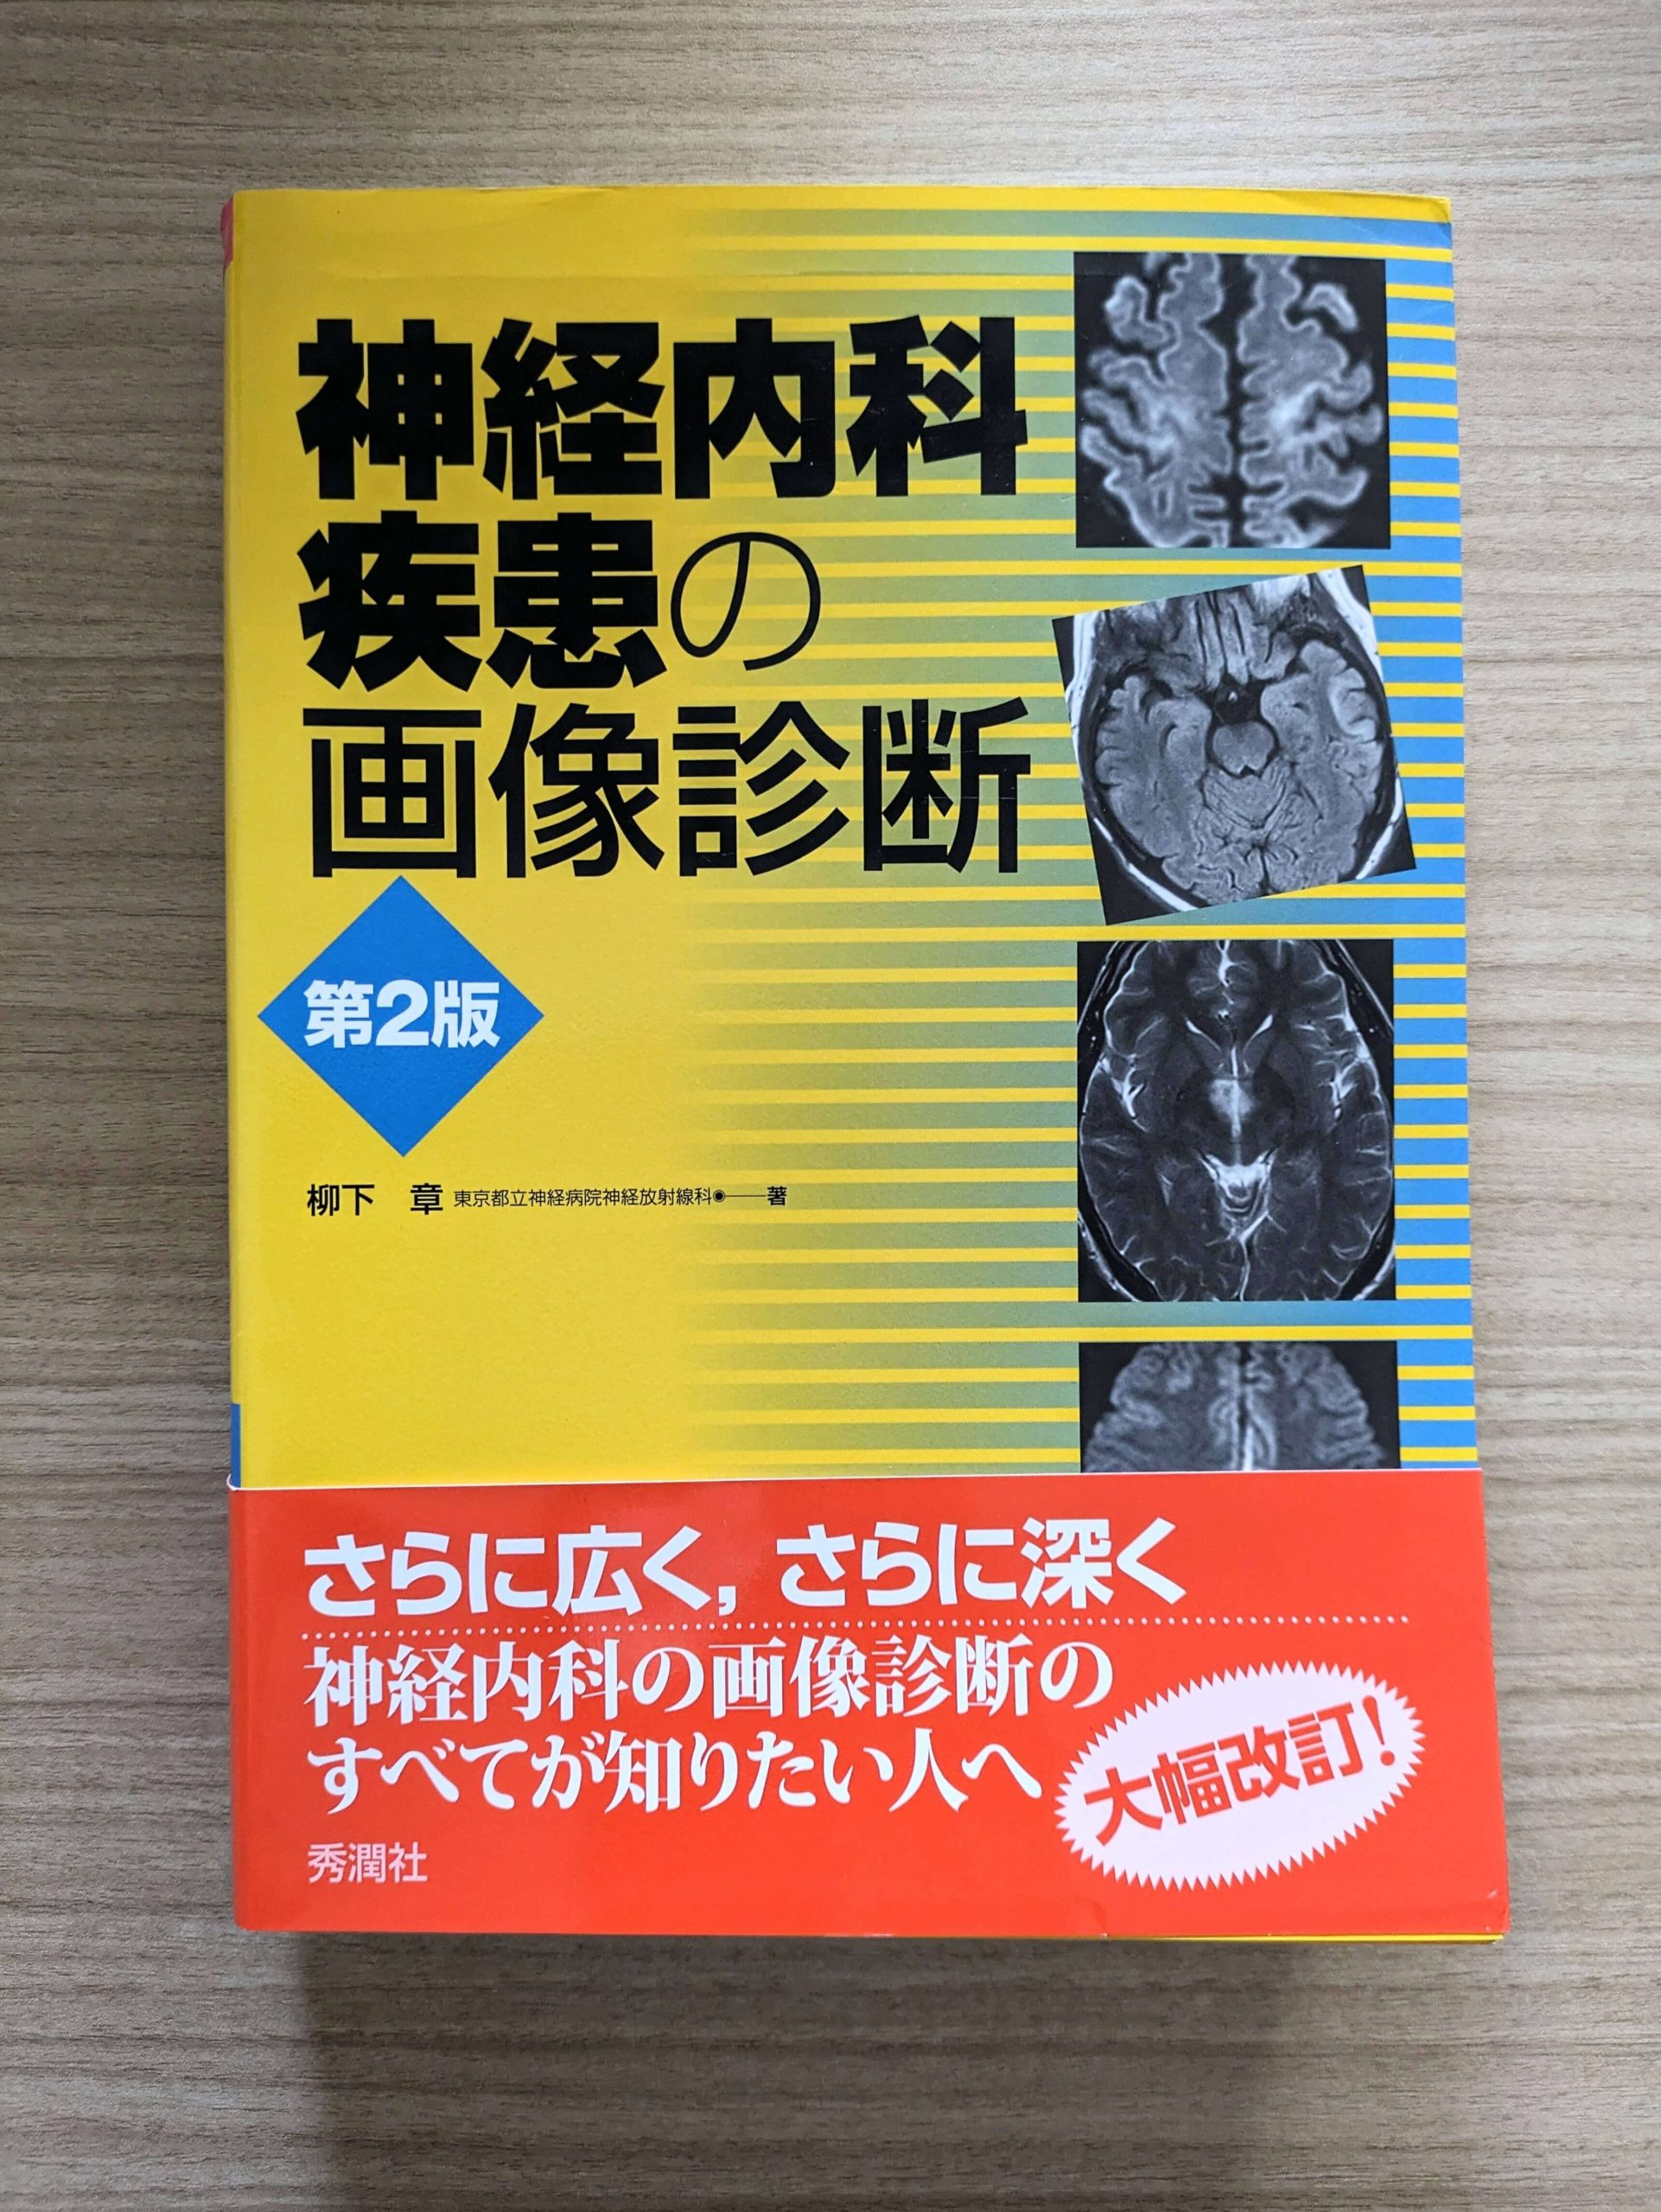 神経内科
疾患の
画像診断
第2版
柳下 章 東京都立神経病院神経放射線科◉──著
さらに広く, さらに深く
神経内科の画像診断の
すべてが知りたい人へ
大幅改訂!
秀潤社